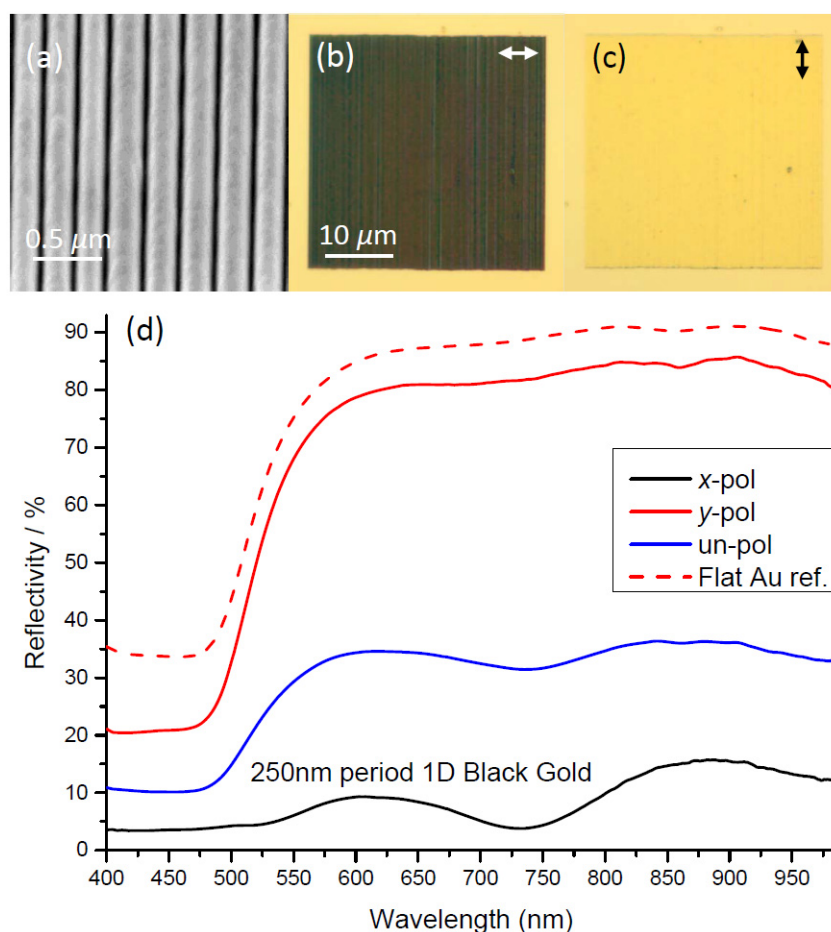 (a)
0.5 μm
(b)
10 μm
(c)
(d)
90
80
70
60
50
40
30
20
10
0
Reflectivity / %
x-pol
y-pol
un-pol
Flat Au ref.
250nm period 1D Black Gold
400 450 500 550 600 650 700 750 800 850 900 950
Wavelength (nm)